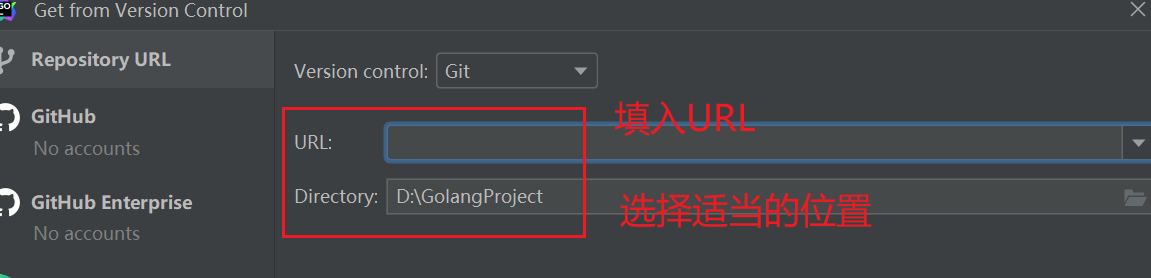 GO
Get from Version Control
Repository URL
Version control: Git
GitHub
No accounts
填入URL
URL:
Directory: D:\GolangProject
选择适当的位置
GitHub Enterprise
No accounts